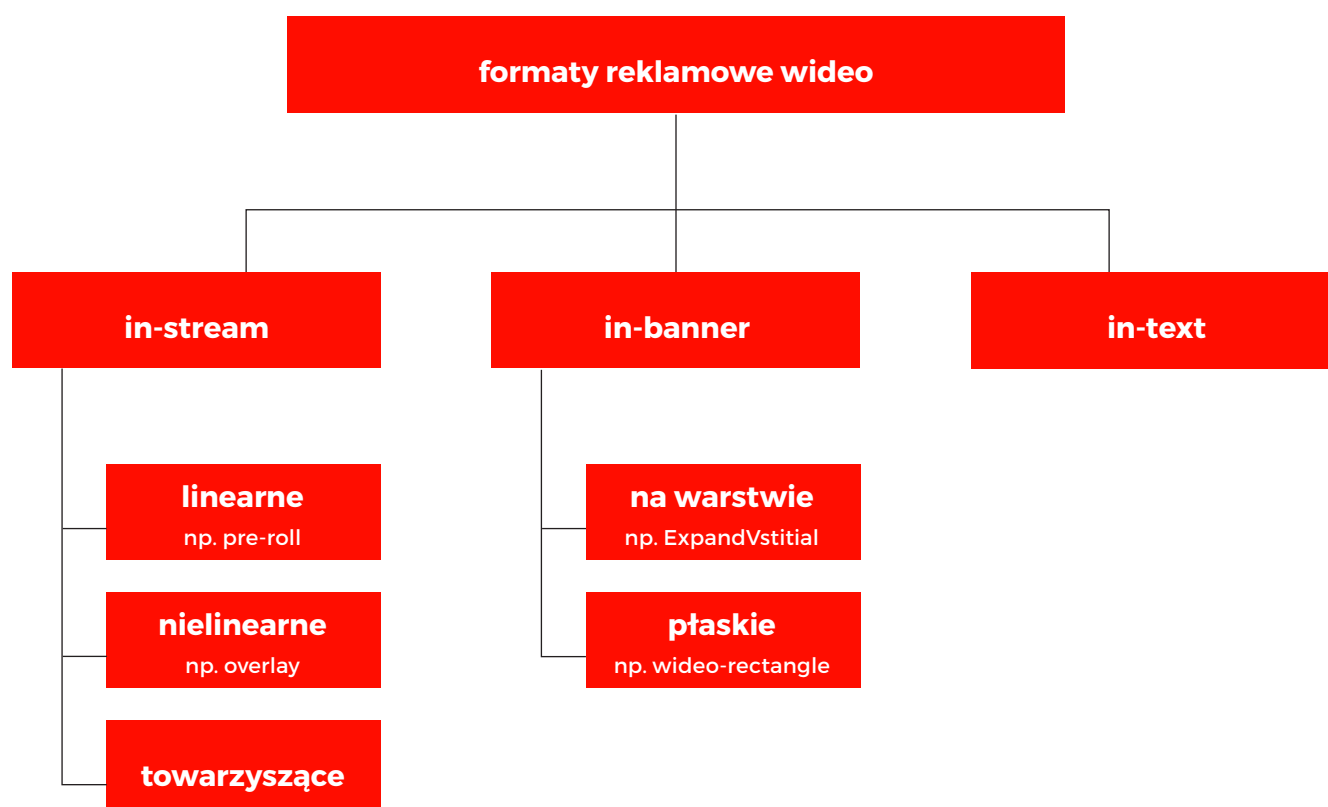 formaty reklamowe wideo
in-stream
in-banner
in-text
linearne
np. pre-roll
nielinearne
np. overlay
towarzyszące
na warstwie
np. ExpandVstitial
płaskie
np. wideo-rectangle